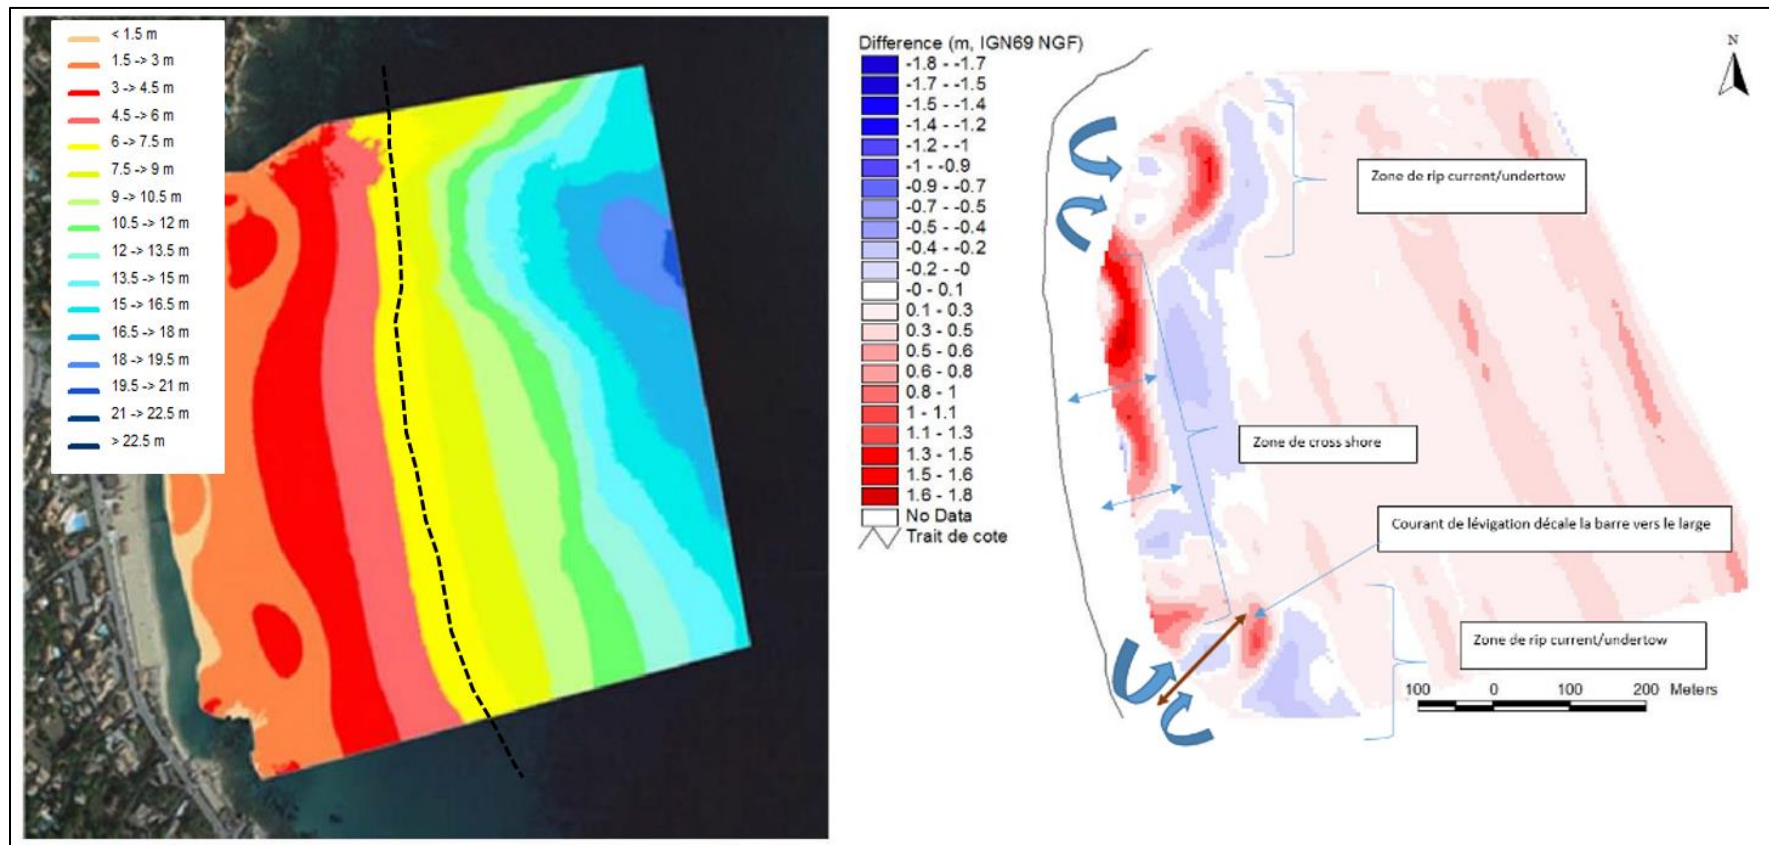 < 1.5 m
1.5 -> 3 m
3 -> 4.5 m
4.5 -> 6 m
6 -> 7.5 m
7.5 -> 9 m
9 -> 10.5 m
10.5 -> 12 m
12 -> 13.5 m
13.5 -> 15 m
15 -> 16.5 m
16.5 -> 18 m
18 -> 19.5 m
19.5 -> 21 m
21 -> 22.5 m
> 22.5 m
Difference (m, IGN69 NGF)
-1.8 - -1.7
-1.7 - -1.5
-1.5 - -1.4
-1.4 - -1.2
-1.2 - -1
-1 - -0.9
-0.9 - -0.7
-0.7 - -0.5
-0.5 - -0.4
-0.4 - -0.2
-0.2 - -0
-0 - 0.1
0.1 - 0.3
0.3 - 0.5
0.5 - 0.6
0.6 - 0.8
0.8 - 1
1 - 1.1
1.1 - 1.3
1.3 - 1.5
1.5 - 1.6
1.6 - 1.8
No Data
Trait de cote
N
Zone de rip current/undertow
Zone de cross shore
Courant de lévigation décale la barre vers le large
Zone de rip current/undertow
100 0 100 200 Meters